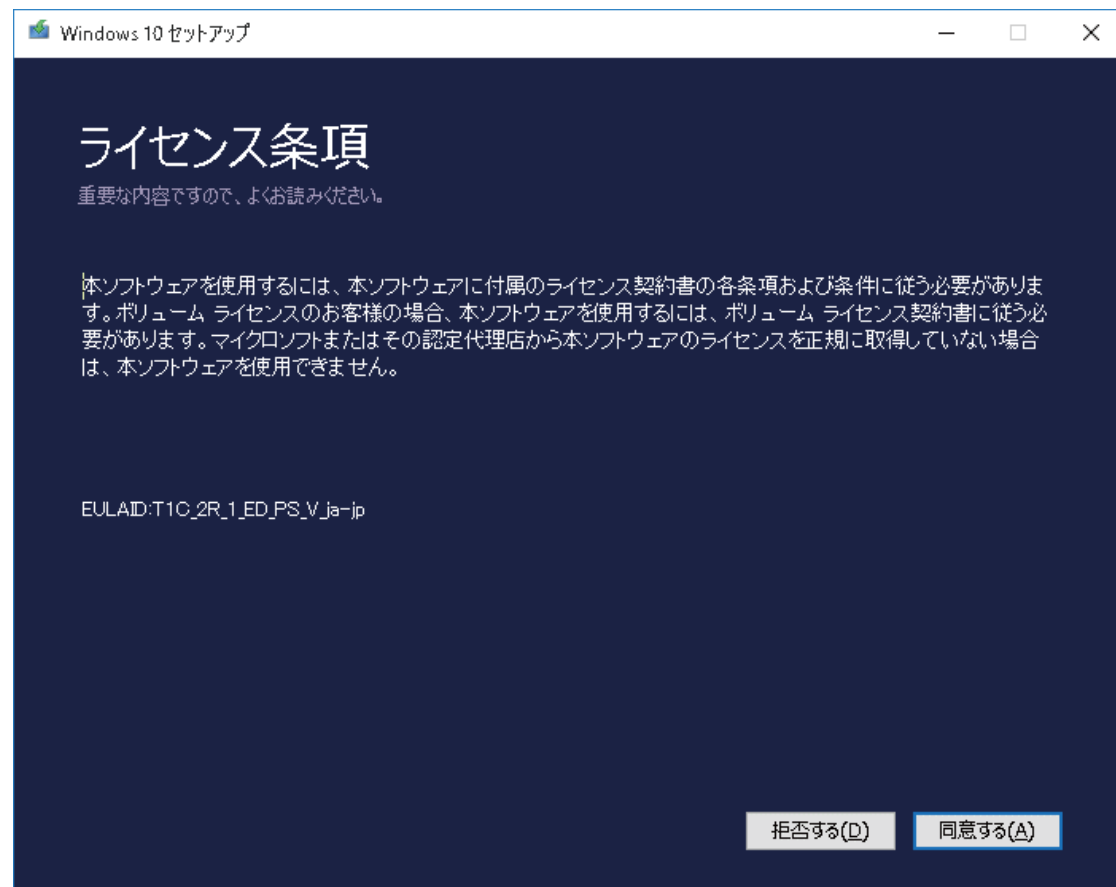 Windows 10 セットアップ
ライセンス条項
重要な内容ですので、よくお読みください。
本ソフトウェアを使用するには、本ソフトウェアに付属のライセンス契約書の各条項および条件に従う必要がありま
す。ボリューム ライセンスのお客様の場合、本ソフトウェアを使用するには、ボリューム ライセンス契約書に従う必
要があります。マイクロソフトまたはその認定代理店から本ソフトウェアのライセンスを正規に取得していない場合
は、本ソフトウェアを使用できません。
EULAID:T1C_2R_1_ED_PS_V_ja-jp
拒否する(D) 同意する(A)